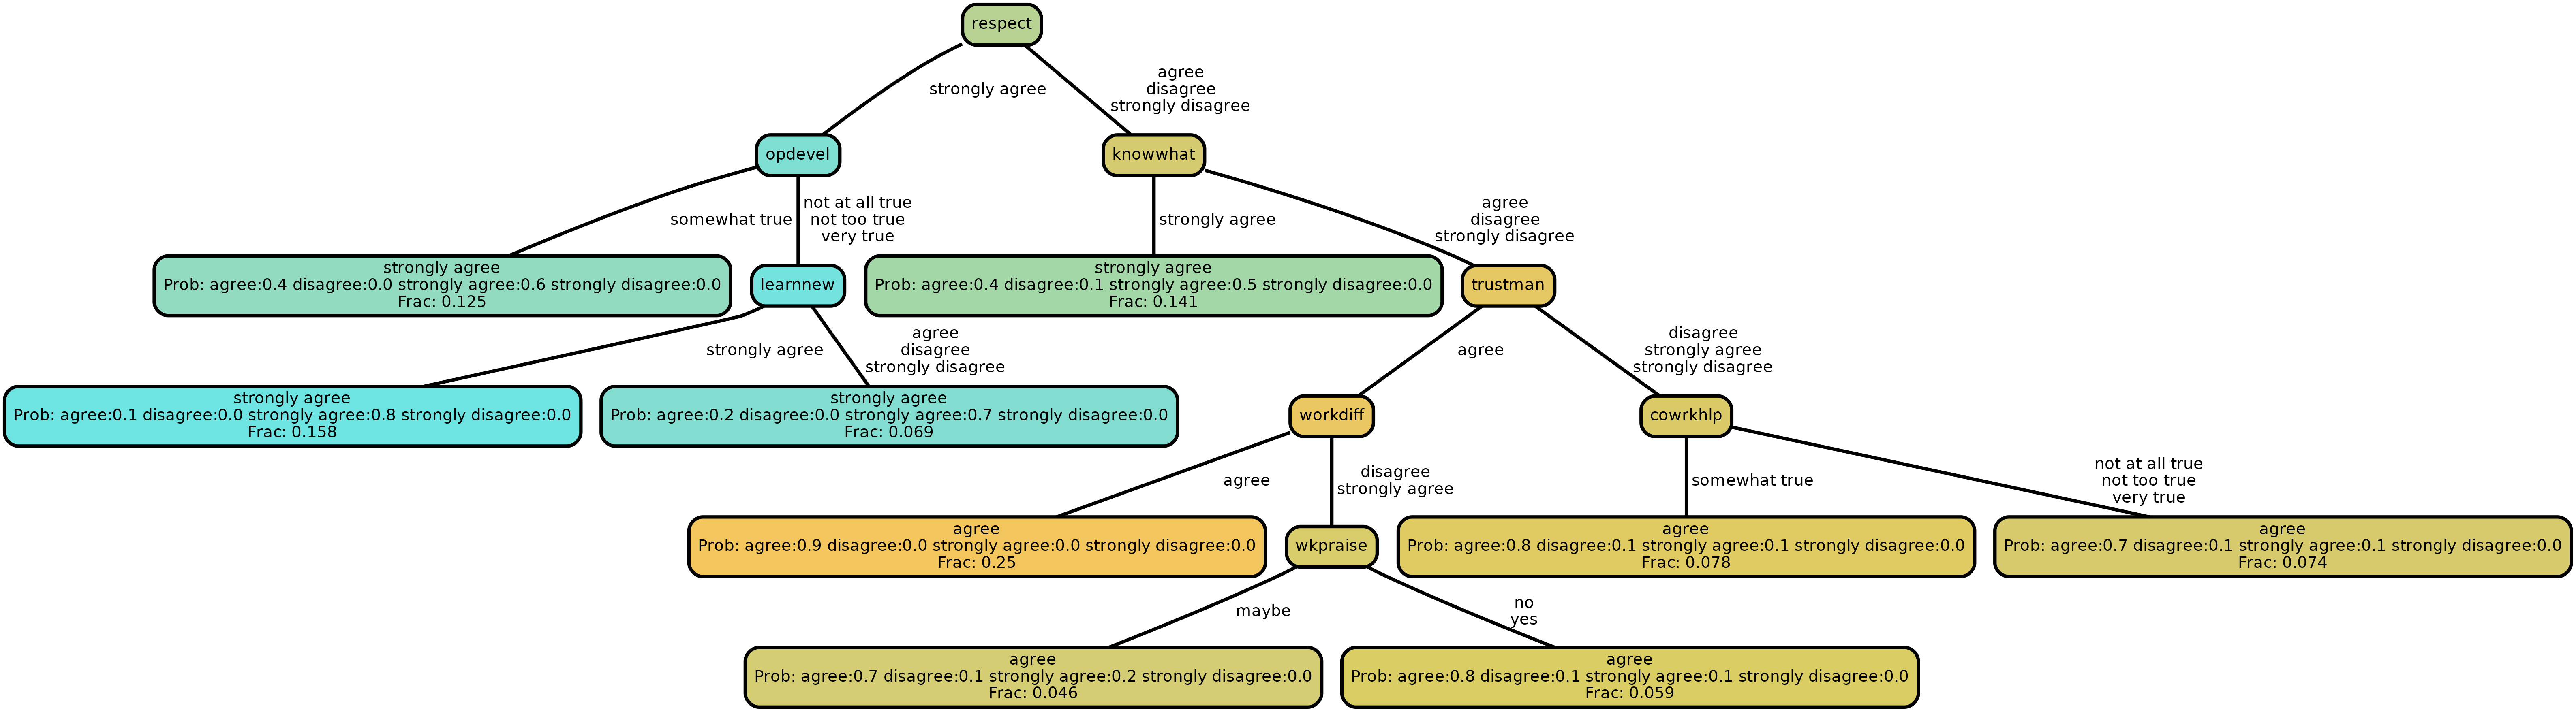 respect
strongly agree
agree
disagree
strongly disagree
opdevel
knowwhat
somewhat true
not at all true
not too true
very true
strongly agree
agree
disagree
strongly disagree
strongly agree
Prob: agree:0.4 disagree:0.0 strongly agree:0.6 strongly disagree:0.0
Frac: 0.125
learnnew
strongly agree
Prob: agree:0.4 disagree:0.1 strongly agree:0.5 strongly disagree:0.0
Frac: 0.141
trustman
strongly agree
agree
disagree
strongly disagree
agree
disagree
strongly agree
strongly disagree
strongly agree
Prob: agree:0.1 disagree:0.0 strongly agree:0.8 strongly disagree:0.0
Frac: 0.158
strongly agree
Prob: agree:0.2 disagree:0.0 strongly agree:0.7 strongly disagree:0.0
Frac: 0.069
workdiff
cowrkhlp
agree
disagree
strongly agree
somewhat true
not at all true
not too true
very true
agree
Prob: agree:0.9 disagree:0.0 strongly agree:0.0 strongly disagree:0.0
Frac: 0.25
wkpraise
agree
Prob: agree:0.8 disagree:0.1 strongly agree:0.1 strongly disagree:0.0
Frac: 0.078
agree
Prob: agree:0.7 disagree:0.1 strongly agree:0.1 strongly disagree:0.0
Frac: 0.074
maybe
no
yes
agree
Prob: agree:0.7 disagree:0.1 strongly agree:0.2 strongly disagree:0.0
Frac: 0.046
agree
Prob: agree:0.8 disagree:0.1 strongly agree:0.1 strongly disagree:0.0
Frac: 0.059